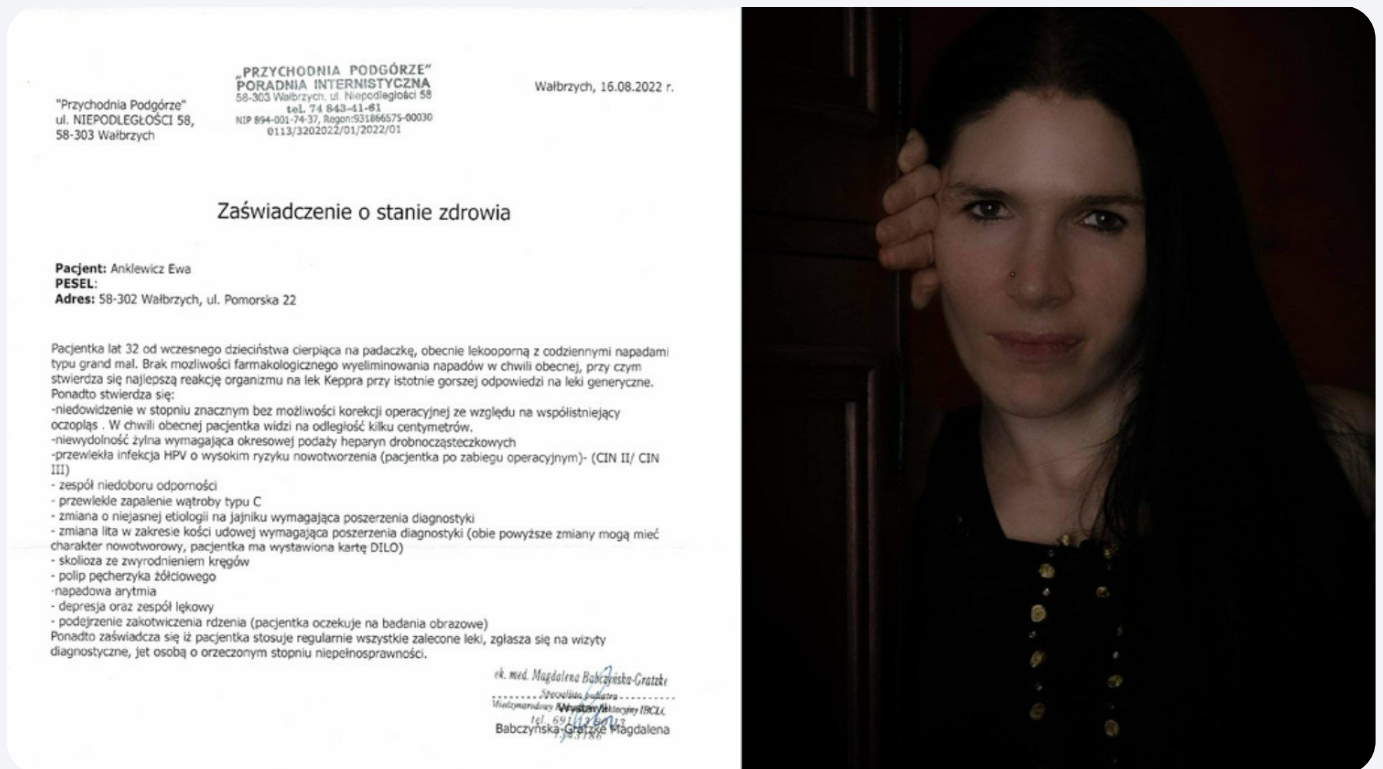 „PRZYCHODNIA PODGÓRZE”
PORADNIA INTERNISTYCZNA
58-303 Wałbrzych, ul. Niepodległości 58
tel. 74 843-41-61
NIP 894-001-74-37, Regon:931866575-00030
0113/3202022/01/2022/01
Wałbrzych, 16.08.2022 r.
"Przychodnia Podgórze"
ul. NIEPODLEGŁOŚCI 58,
58-303 Wałbrzych
Zaświadczenie o stanie zdrowia
Pacjent: Anklewicz Ewa
PESEL:
Adres: 58-302 Wałbrzych, ul. Pomorska 22
Pacjentka lat 32 od wczesnego dzieciństwa cierpiąca na padaczkę, obecnie lekooporną z codziennymi napadami
typu grand mal. Brak mozliwości farmakologicznego wyeliminowania napadów w chwili obecnej, przy czym
stwierdza się najlepszą reakcję organizmu na lek Keppra przy istotnie gorszej odpowiedzi na leki generyczne.
Ponadto stwierdza się:
-niedowidzenie w stopniu znacznym bez możliwości korekcji operacyjnej ze względu na współistniejący
oczopląs . W chwili obecnej pacjentka widzi na odległość kilku centymetrów.
-niewydolność żylna wymagająca okresowej podaży heparyn drobnocząsteczkowych
-przewlekła infekcja HPV o wysokim ryzyku nowotworzenia (pacjentka po zabiegu operacyjnym)- (CIN II/ CIN
III)
- zespół niedoboru odporności
- przewlekłe zapalenie wątroby typu C
- zmiana o niejasnej etiologii na jajniku wymagająca poszerzenia diagnostyki
- zmiana lita w zakresie kości udowej wymagająca poszerzenia diagnostyki (obie powyższe zmiany mogą mieć
charakter nowotworowy, pacjentka ma wystawiona kartę DILO)
- skolioza ze zwyrodnieniem kręgów
- polip pęcherzyka żółciowego
-napadowa arytmia
- depresja oraz zespół lękowy
- podejrzenie zakotwiczenia rdzenia (pacjentka oczekuje na badania obrazowe)
Ponadto zaświadcza się iż pacjentka stosuje regularnie wszystkie zalecone leki, zgłasza się na wizyty
diagnostyczne, jet osobą o orzeczonym stopniu niepełnosprawności.
ek. med. Magdalena Babczyńska-Gratzke
Specjalista pediatra
Międzynarodowy IBCLC
tel. 691
Babczyńska-Gratzke Magdalena